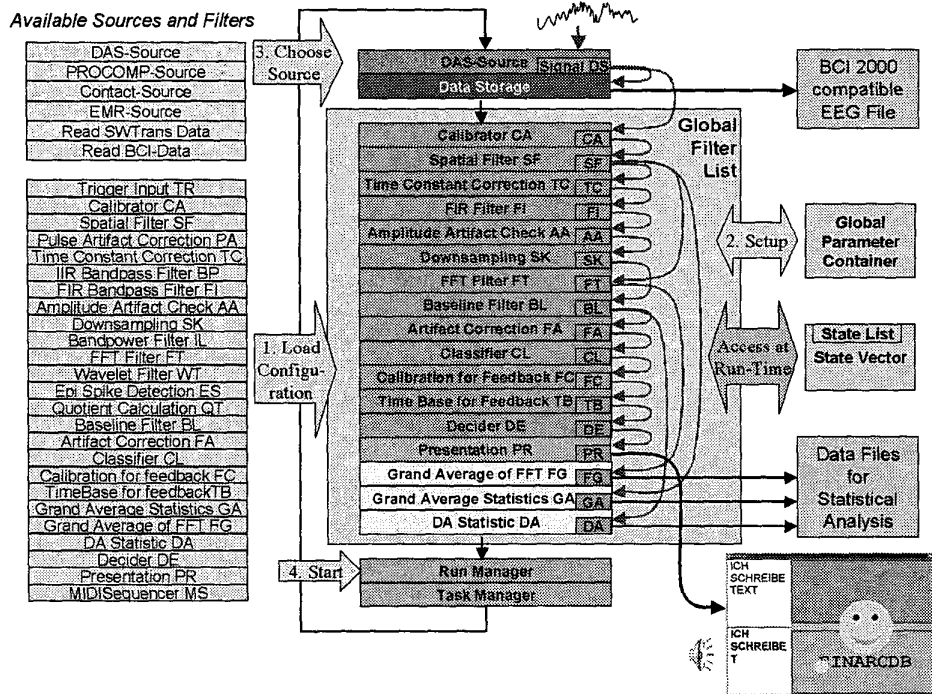 Available Sources and Filters
DAS-Source
PROCOMP-Source
Contact-Source
EMR-Source
Read SWTrans Data
Read BCI-Data
Trigger Input TR
Calibrator CA
Spatial Filter SF
Pulse Artifact Correction PA
Time Constant Correction TC
IIR Bandpass Filter BP
FIR Bandpass Filter FI
Amplitude Artifact Check AA
Downsampling SK
Bandpower Filter IL
FFT Filter FT
Wavelet Filter WT
Epi Spike Detection ES
Quotient Calculation QT
Baseline Filter BL
Artifact Correction FA
Classifier CL
Calibration for feedback FC
TimeBase for feedbackTB
Grand Average Statistics GA
Grand Average of FFT FG
DA Statistic DA
Decider DE
Presentation PR
MIDISequencer MS
3. Choose
Source
1. Load
Configu-
ration
4. Start
DAS-Source
Signal DS
Data Storage
Global
Filter
List
Calibrator CA
CA
Spatial Filter SF
SF
Time Constant Correction TC
TC
FIR Filter FI
FI
Amplitude Artifact Check AA
AA
Downsampling SK
SK
FFT Filter FT
FT
Baseline Filter BL
BL
Artifact Correction FA
FA
Classifier CL
CL
Calibration for Feedback FC
FC
Time Base for Feedback TB
TB
Decider DE
DE
Presentation PR
PR
Grand Average of FFT FG
FG
Grand Average Statistics GA
GA
DA Statistic DA
DA
Run Manager
Task Manager
BCI 2000
compatible
EEG File
2. Setup
Global
Parameter
Container
Access at
Run-Time
State List
State Vector
Data Files
for
Statistical
Analysis
ICH
SCHREIBE
TEXT
ICH
SCHREIBE
T
INARCDB